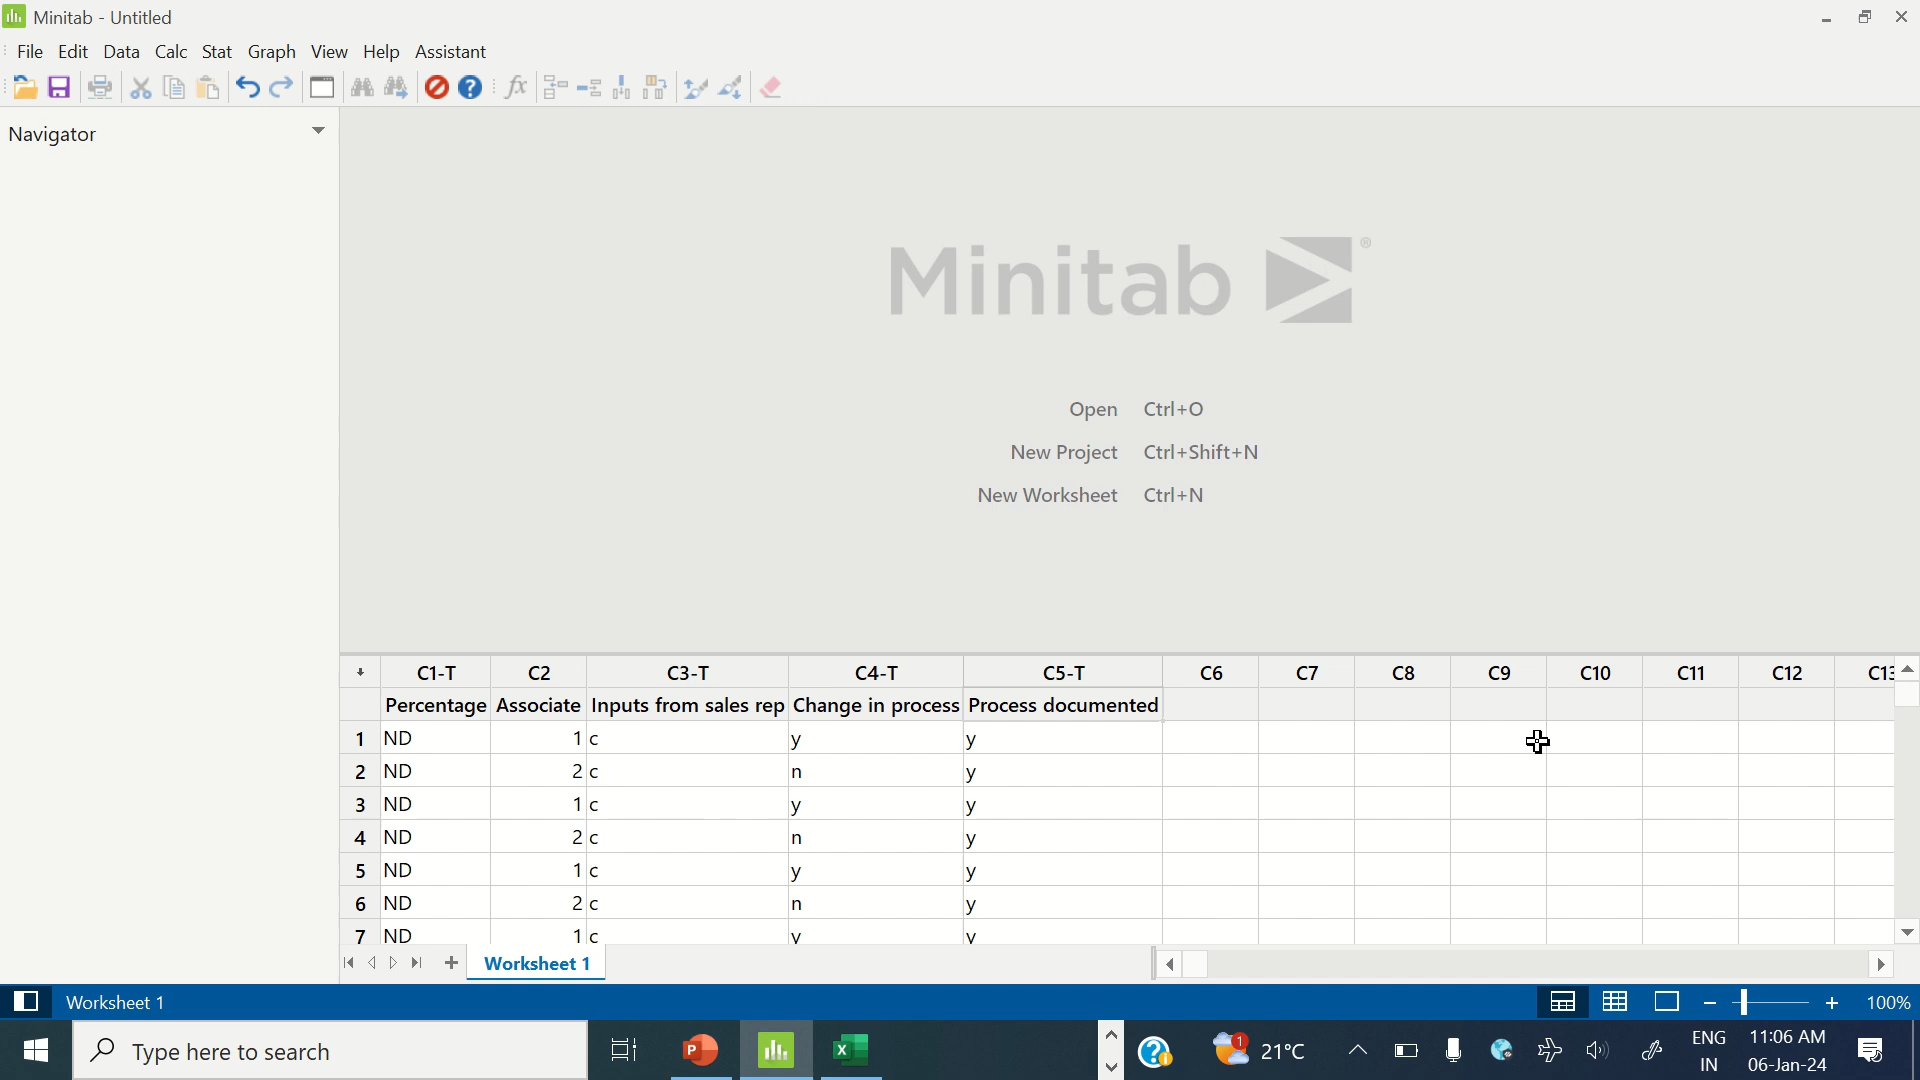 Minitab - Untitled
File Edit Data Calc Stat Graph View Help Assistant
fx
Navigator
Minitab ®
Open Ctrl+O
New Project Ctrl+Shift+N
New Worksheet Ctrl+N
C1-T C2 C3-T C4-T C5-T C6 C7 C8 C9 C10 C11 C12 C13
Percentage Associate Inputs from sales rep Change in process Process documented
1 ND 1 c y y
2 ND 2 c n y
3 ND 1 c y y
4 ND 2 c n y
5 ND 1 c y y
6 ND 2 c n y
7 ND 1 c y y
Worksheet 1
Worksheet 1 100%
Type here to search 1 21°C ENG IN 11:06 AM 06-Jan-24